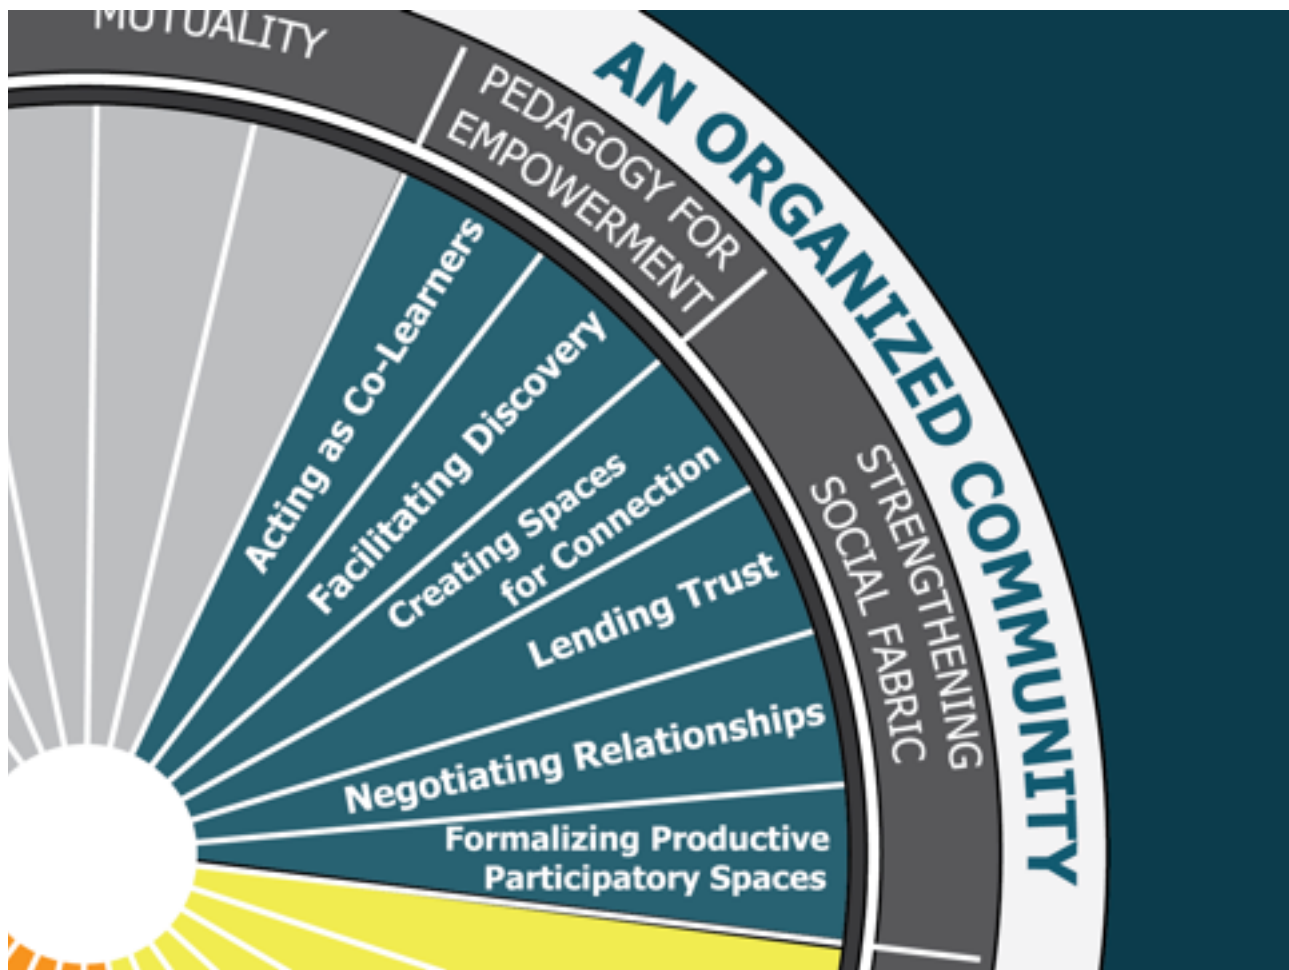 MUTUALITY
PEDAGOGY FOR
EMPOWERMENT
AN ORGANIZED COMMUNITY
STRENGTHENING
SOCIAL FABRIC
Acting as Co-Learners
Facilitating Discovery
Creating Spaces
for Connection
Lending Trust
Negotiating Relationships
Formalizing Productive
Participatory Spaces